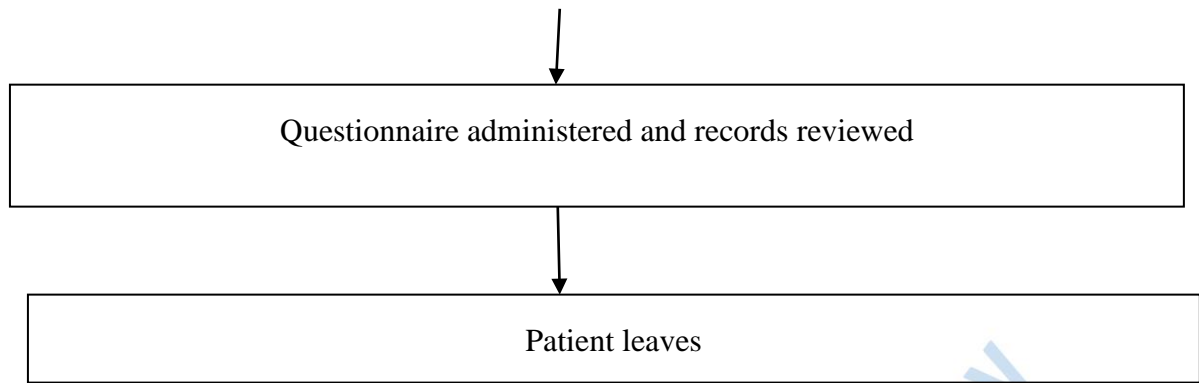 Questionnaire administered and records reviewed
Patient leaves